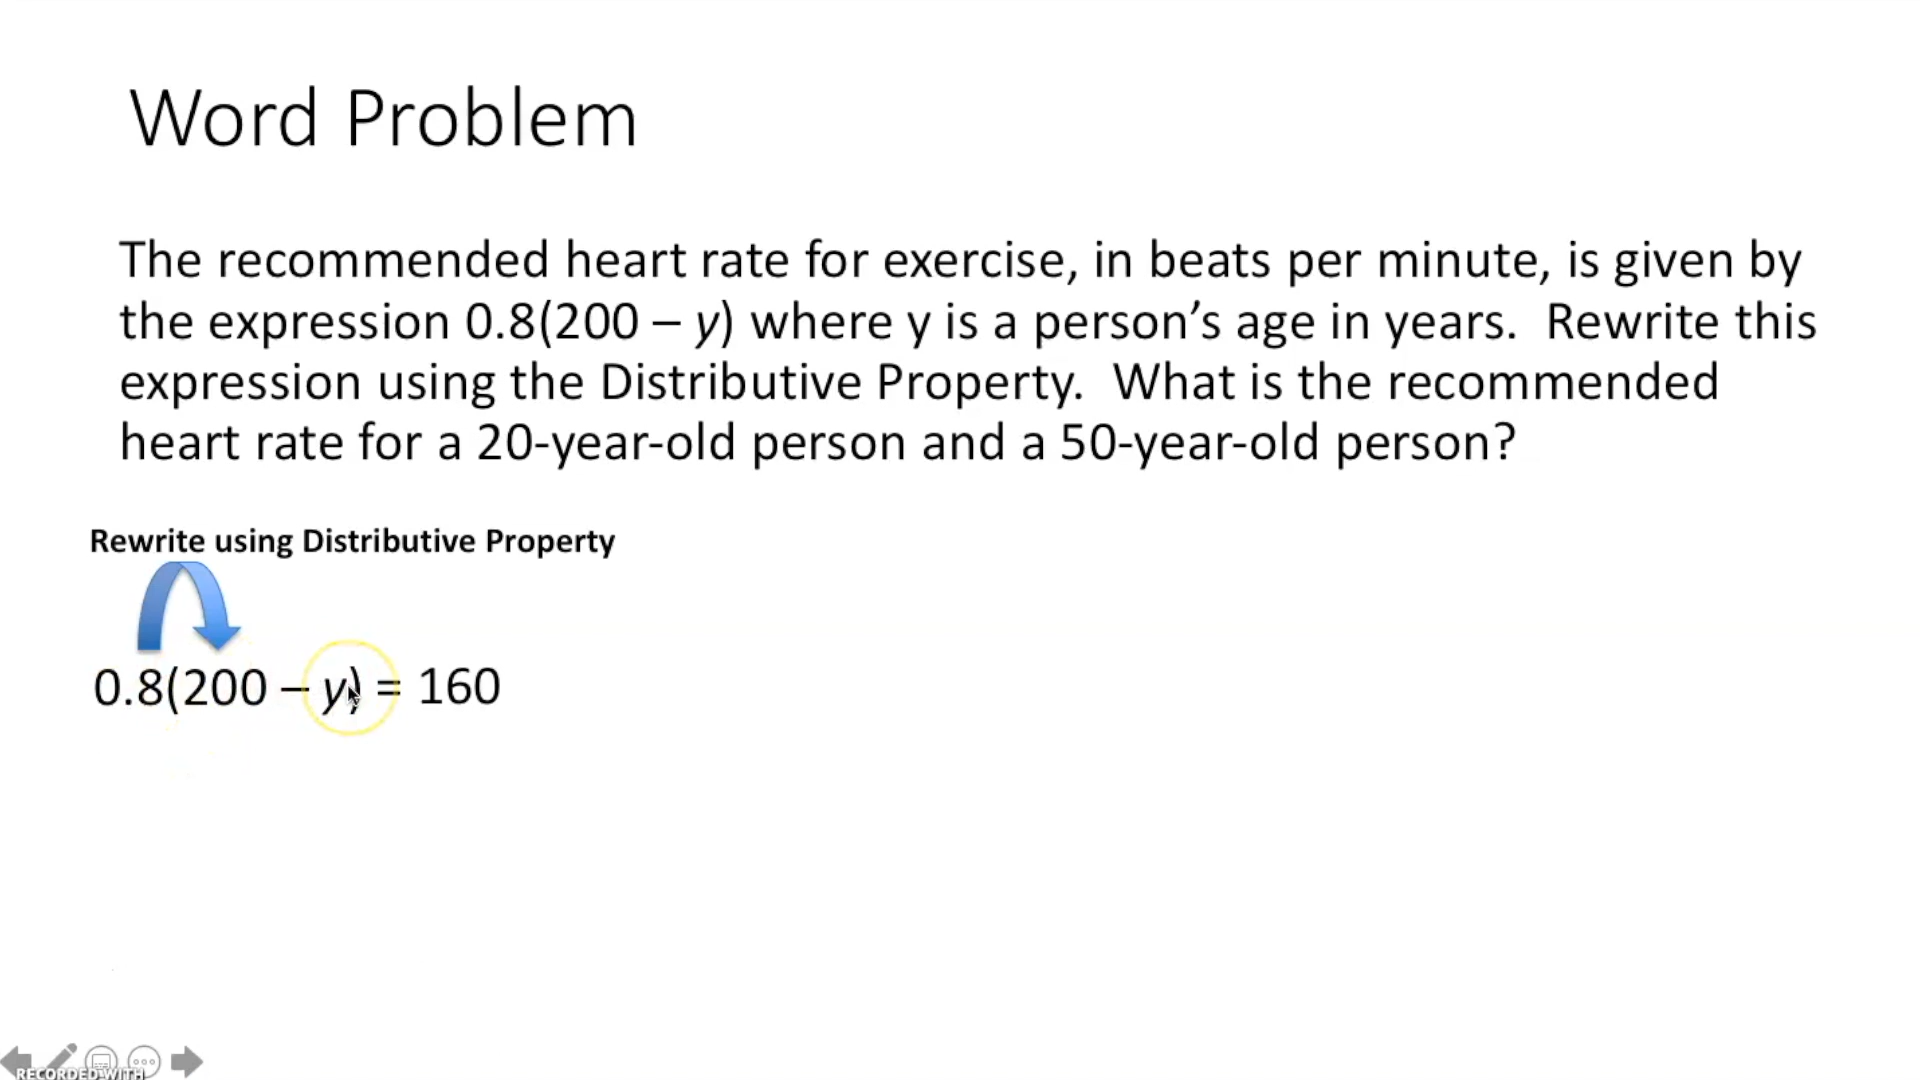 Word Problem
The recommended heart rate for exercise, in beats per minute, is given by
the expression 0.8(200 – y) where y is a person’s age in years.  Rewrite this
expression using the Distributive Property.  What is the recommended
heart rate for a 20-year-old person and a 50-year-old person?
Rewrite using Distributive Property
0.8(200 – y) = 160
RECORDED WITH